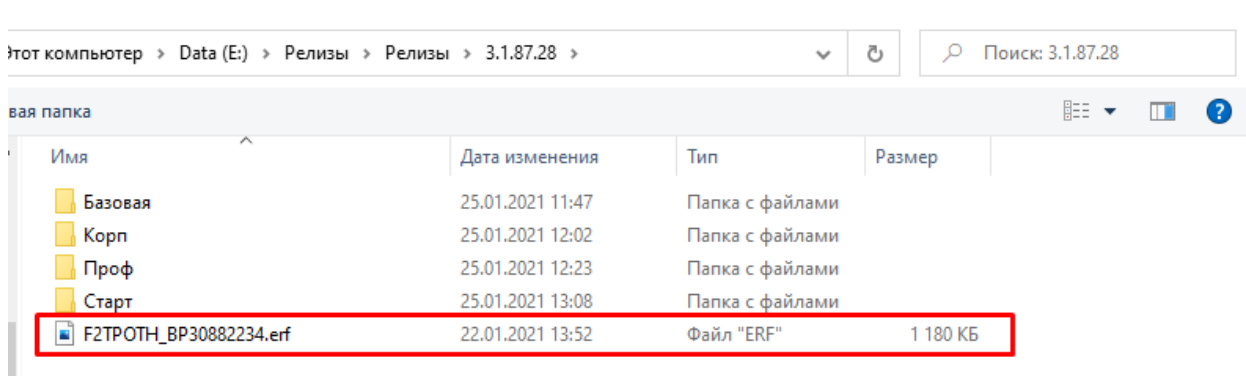 Этот компьютер > Data (E:) > Релизы > Релизы > 3.1.87.28 >
Поиск: 3.1.87.28
вая папка
Имя Дата изменения Тип Размер
Базовая 25.01.2021 11:47 Папка с файлами
Корп 25.01.2021 12:02 Папка с файлами
Проф 25.01.2021 12:23 Папка с файлами
Старт 25.01.2021 13:08 Папка с файлами
F2TPOTH_BP30882234.erf 22.01.2021 13:52 Файл "ERF" 1 180 КБ